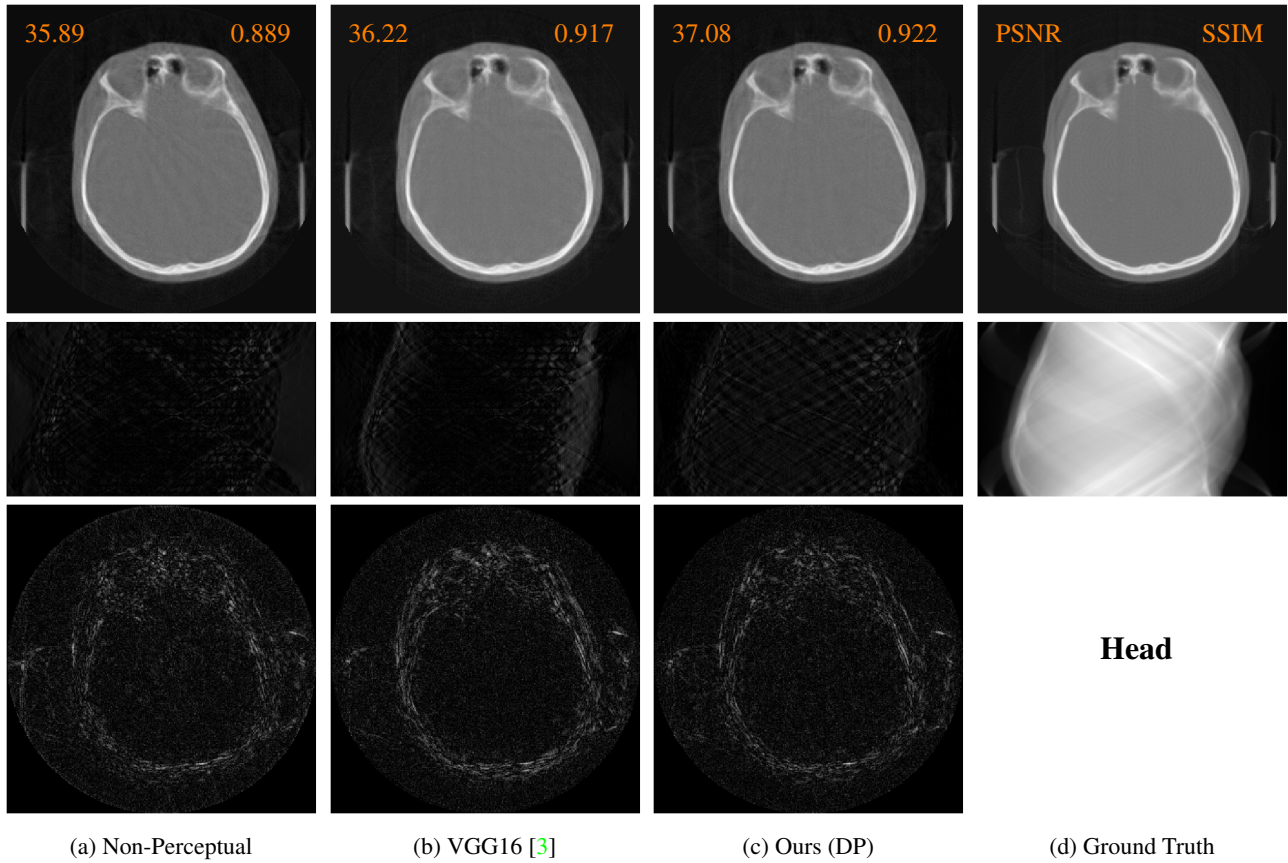 35.89 0.889 36.22 0.917 37.08 0.922 PSNR SSIM
Head
(a) Non-Perceptual (b) VGG16 [3] (c) Ours (DP) (d) Ground Truth